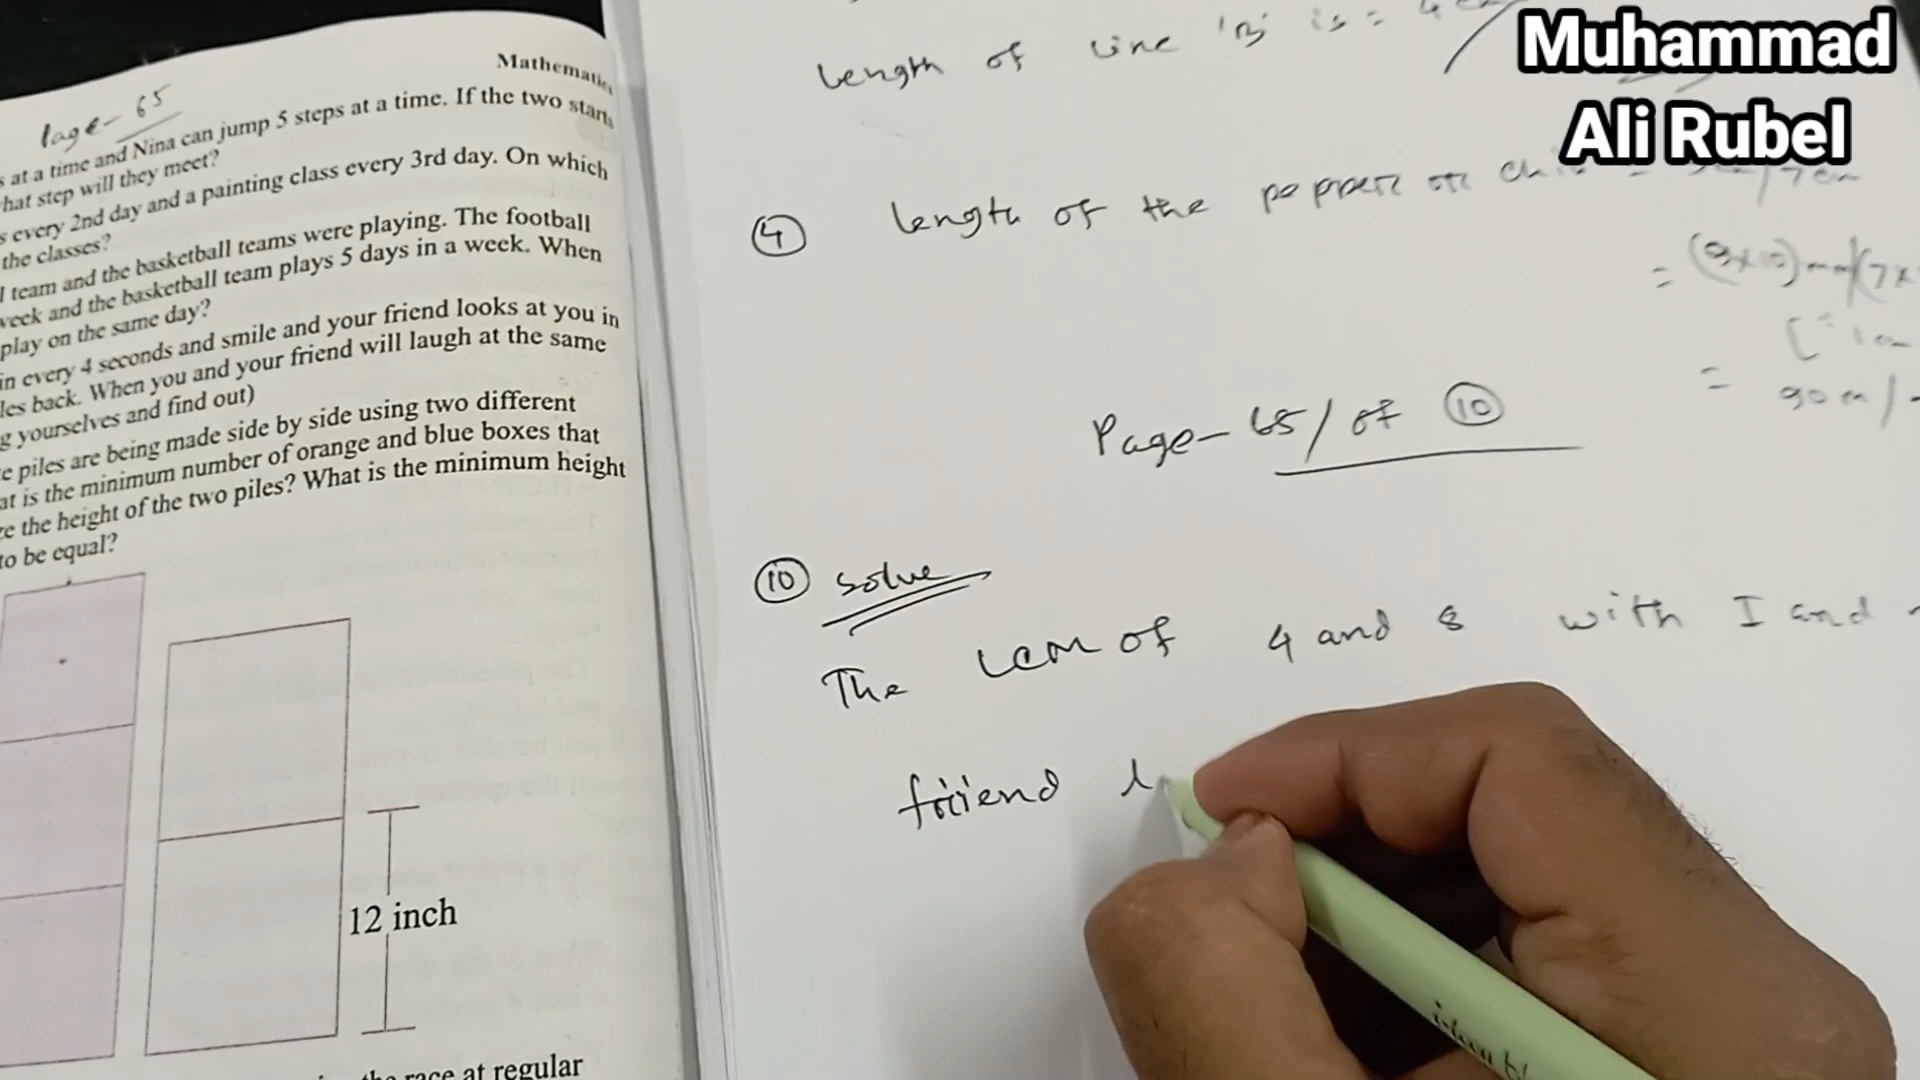 Mathematic
Page- 65
at a time and Nina can jump 5 steps at a time. If the two start
hat step will they meet?
s every 2nd day and a painting class every 3rd day. On which
the classes?
l team and the basketball teams were playing. The football
week and the basketball team plays 5 days in a week. When
play on the same day?
in every 4 seconds and smile and your friend looks at you in
les back. When you and your friend will laugh at the same
g yourselves and find out)
e piles are being made side by side using two different
at is the minimum number of orange and blue boxes that
e the height of the two piles? What is the minimum height
to be equal?
12 inch
the race at regular
Muhammad
Ali Rubel
Length of line 'B' is = 4
④ length of the
= (9x10)mm/(7x
= 90
Page- 65/ of ⑩
⑩ solve
The LCM of 4 and 8 with I and
friend